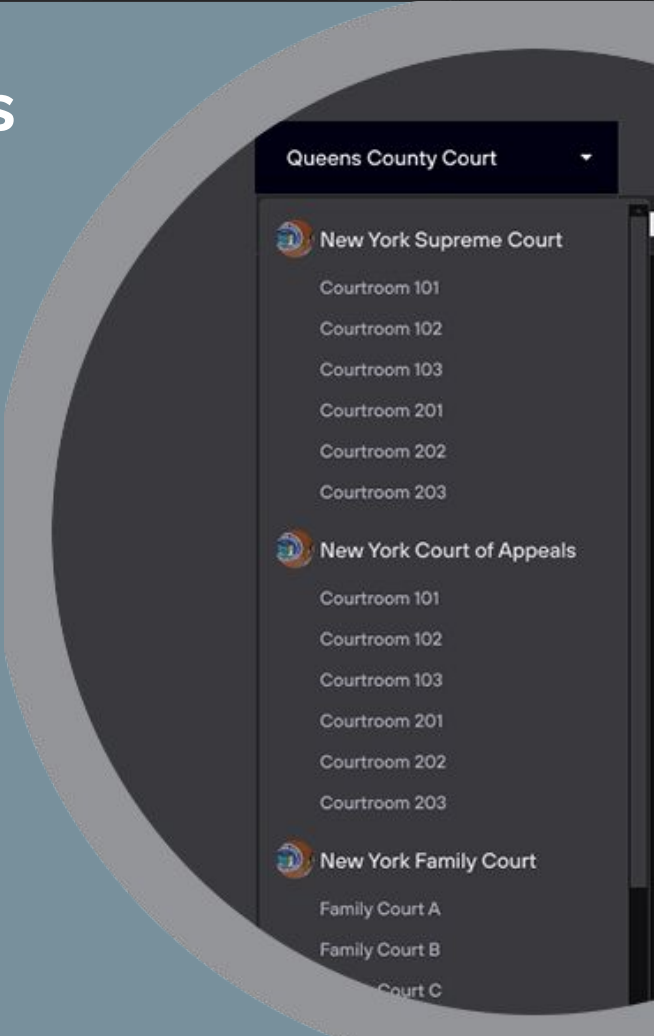 s
Queens County Court
New York Supreme Court
Courtroom 101
Courtroom 102
Courtroom 103
Courtroom 201
Courtroom 202
Courtroom 203
New York Court of Appeals
Courtroom 101
Courtroom 102
Courtroom 103
Courtroom 201
Courtroom 202
Courtroom 203
New York Family Court
Family Court A
Family Court B
Court C